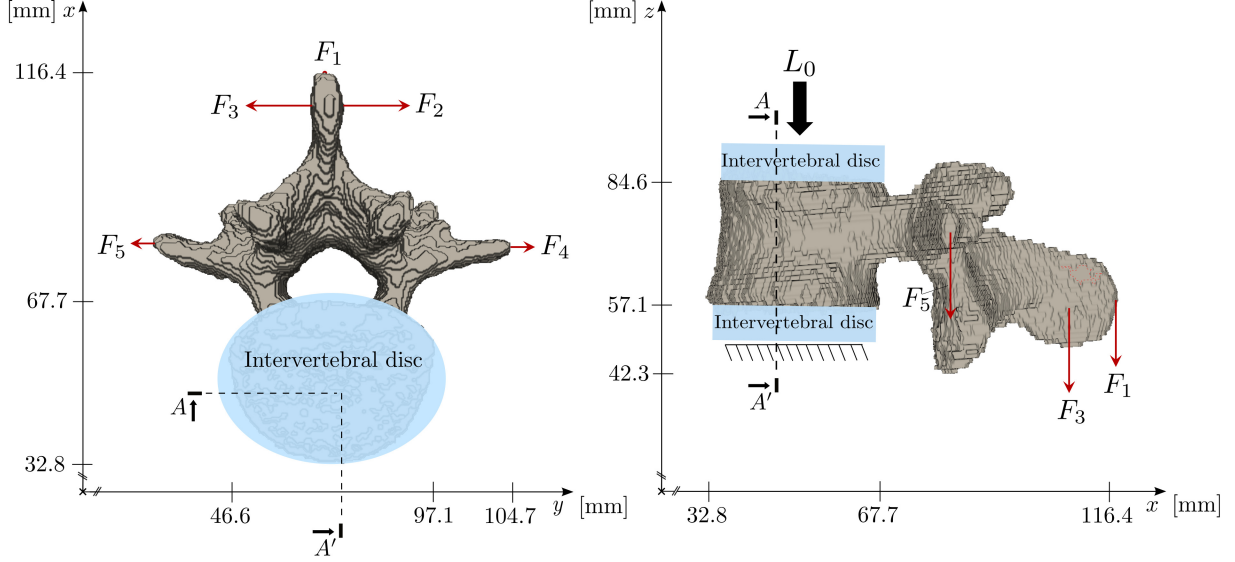 [mm] x
F1
116.4
F3
F2
F5
F4
67.7
Intervertebral disc
A
32.8
46.6
97.1
104.7
y
[mm]
A'
[mm] z
L0
A
Intervertebral disc
84.6
F5
57.1
Intervertebral disc
42.3
A'
F1
F3
32.8
67.7
116.4
x
[mm]